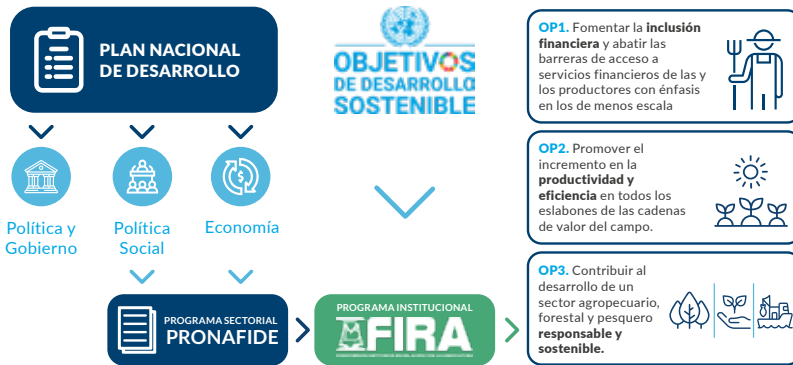 PLAN NACIONAL
DE DESARROLLO
Política y
Gobierno
Política
Social
Economía
PROGRAMA SECTORIAL
PRONAFIDE
OBJETIVOS
DE DESARROLLO
SOSTENIBLE
PROGRAMA INSTITUCIONAL
FIRA
OP1. Fomentar la inclusión
financiera y abatir las
barreras de acceso a
servicios financieros de las y
los productores con énfasis
en los de menos escala
OP2. Promover el
incremento en la
productividad y
eficiencia en todos los
eslabones de las cadenas
de valor del campo.
OP3. Contribuir al
desarrollo de un
sector agropecuario,
forestal y pesquero
responsable y
sostenible.